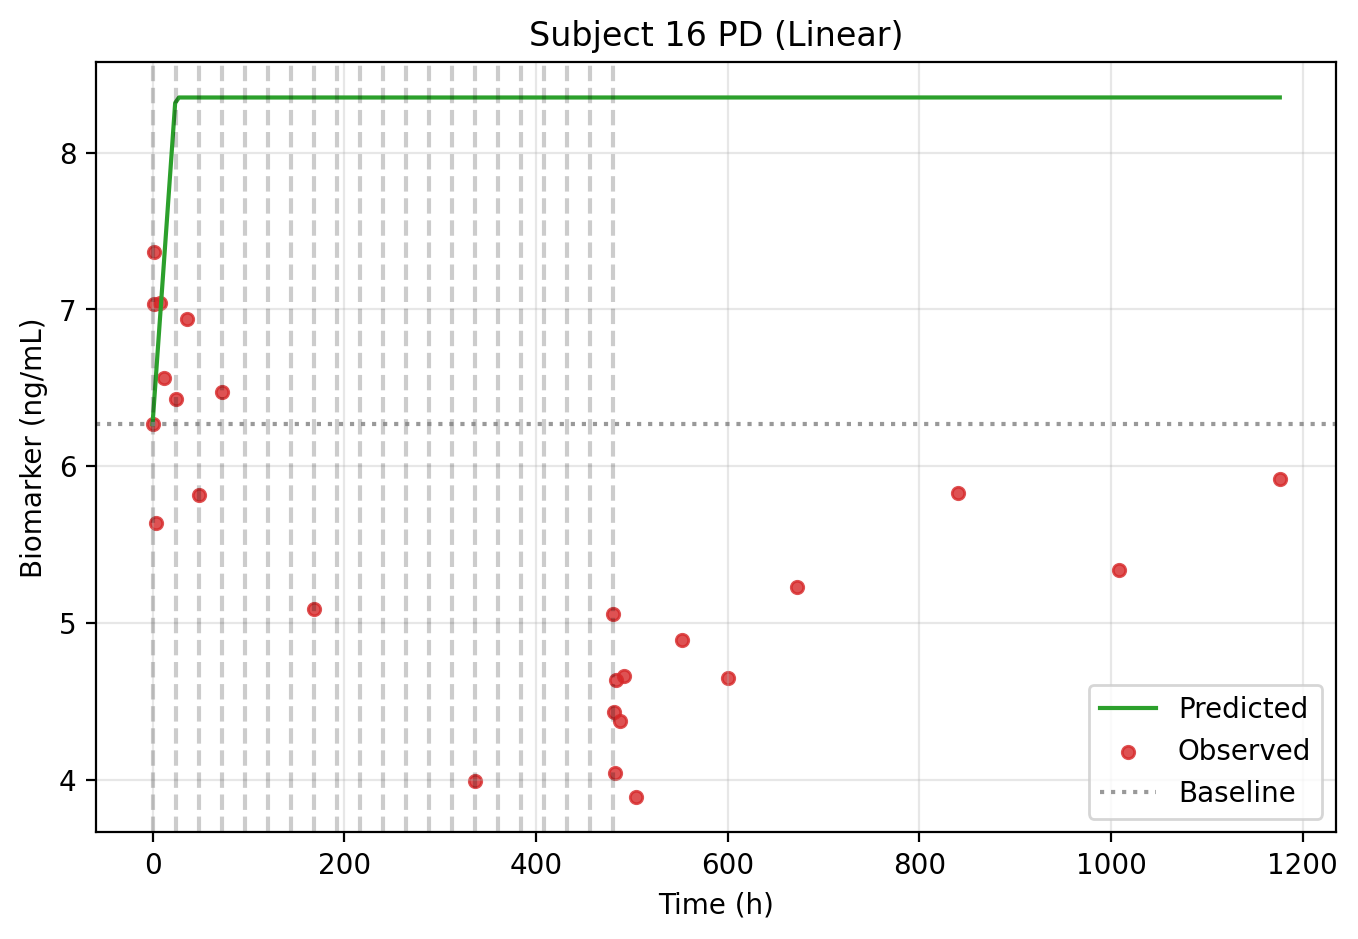 Subject 16 PD (Linear)
Biomarker (ng/mL)
8
7
6
5
4
0
200
400
600
800
1000
1200
Time (h)
Predicted
Observed
Baseline